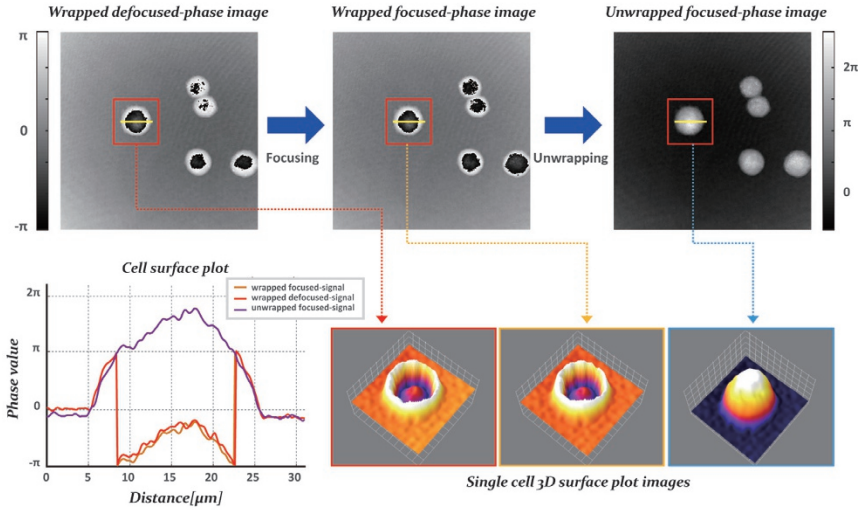 Wrapped defocused-phase image
Wrapped focused-phase image
Unwrapped focused-phase image
π
0
-π
Focusing
Unwrapping
2π
π
0
Cell surface plot
wrapped focused-signal
wrapped defocused-signal
unwrapped focused-signal
Phase value
2π
π
0
-π
0
5
10
15
20
25
30
Distance[μm]
Single cell 3D surface plot images